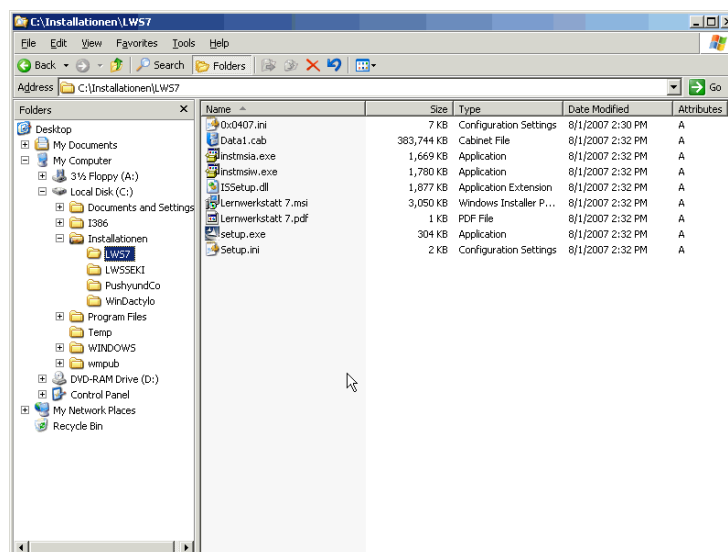 C:\Installationen\LWS7
File Edit View Favorites Tools Help
Back Search Folders
Address C:\Installationen\LWS7 Go
Folders
Desktop
My Documents
My Computer
3½ Floppy (A:)
Local Disk (C:)
Documents and Settings
I386
Installationen
LWS7
LWSSEKI
PushyundCo
WinDactylo
Program Files
Temp
WINDOWS
wmpub
DVD-RAM Drive (D:)
Control Panel
My Network Places
Recycle Bin
Name Size Type Date Modified Attributes
0x0407.ini 7 KB Configuration Settings 8/1/2007 2:30 PM A
Data1.cab 383,744 KB Cabinet File 8/1/2007 2:32 PM A
instmsia.exe 1,669 KB Application 8/1/2007 2:32 PM A
instmsiw.exe 1,780 KB Application 8/1/2007 2:32 PM A
ISSetup.dll 1,877 KB Application Extension 8/1/2007 2:32 PM A
Lernwerkstatt 7.msi 3,050 KB Windows Installer P... 8/1/2007 2:32 PM A
Lernwerkstatt 7.pdf 1 KB PDF File 8/1/2007 2:32 PM A
setup.exe 304 KB Application 8/1/2007 2:32 PM A
Setup.ini 2 KB Configuration Settings 8/1/2007 2:32 PM A